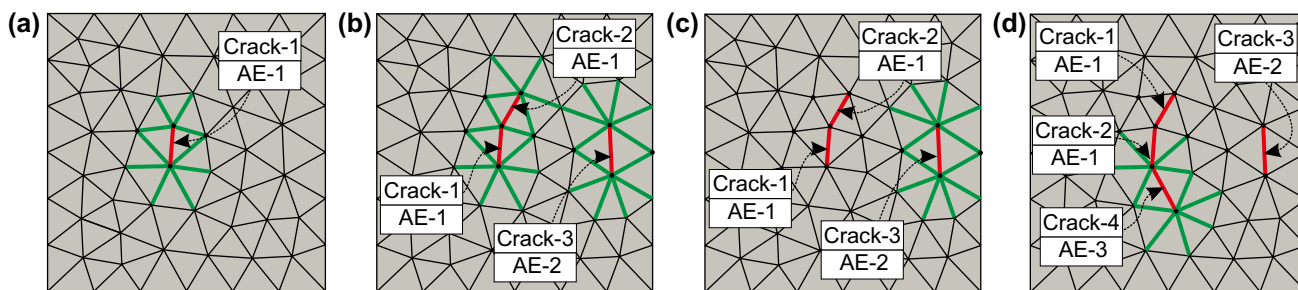 (a)
Crack-1
AE-1
(b)
Crack-2
AE-1
Crack-1
AE-1
Crack-3
AE-2
(c)
Crack-2
AE-1
Crack-1
AE-1
Crack-3
AE-2
(d)
Crack-1
AE-1
Crack-3
AE-2
Crack-2
AE-1
Crack-4
AE-3